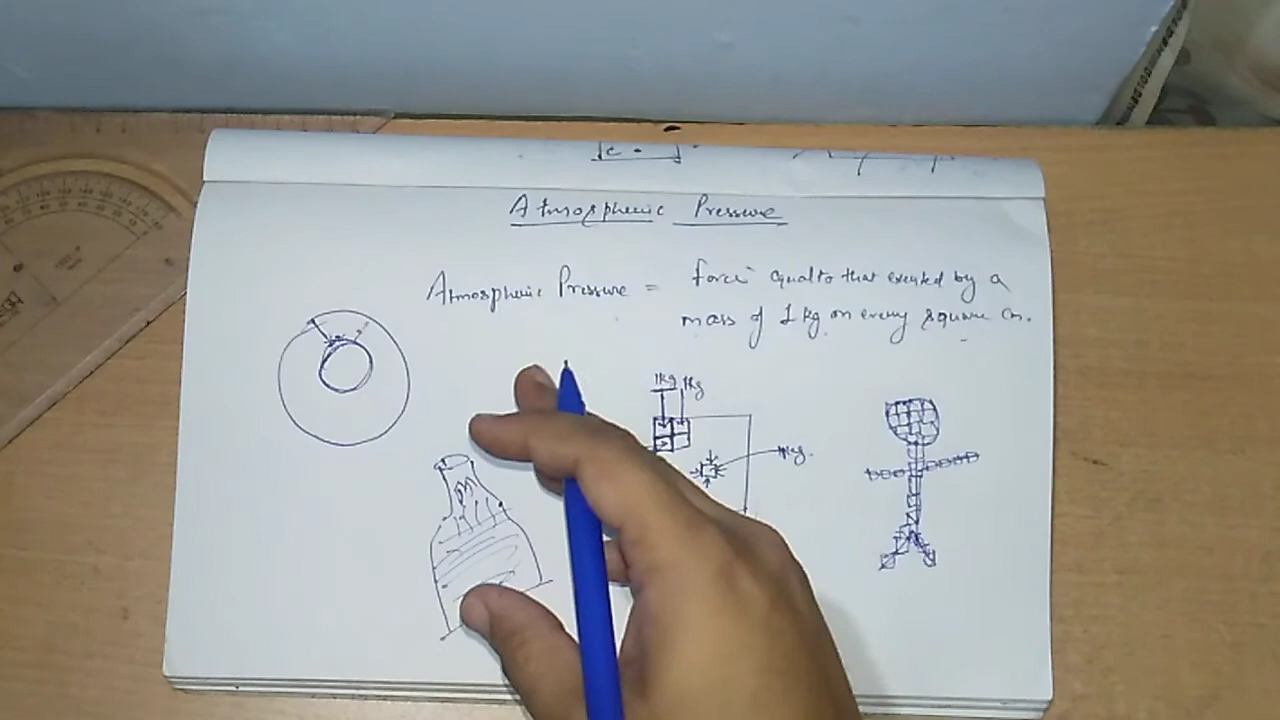 Atmospheric Pressure
Atmospheric Pressure = force equal to that exerted by a
mass of 1 kg on every square cm.
1kg 1kg
1kg.